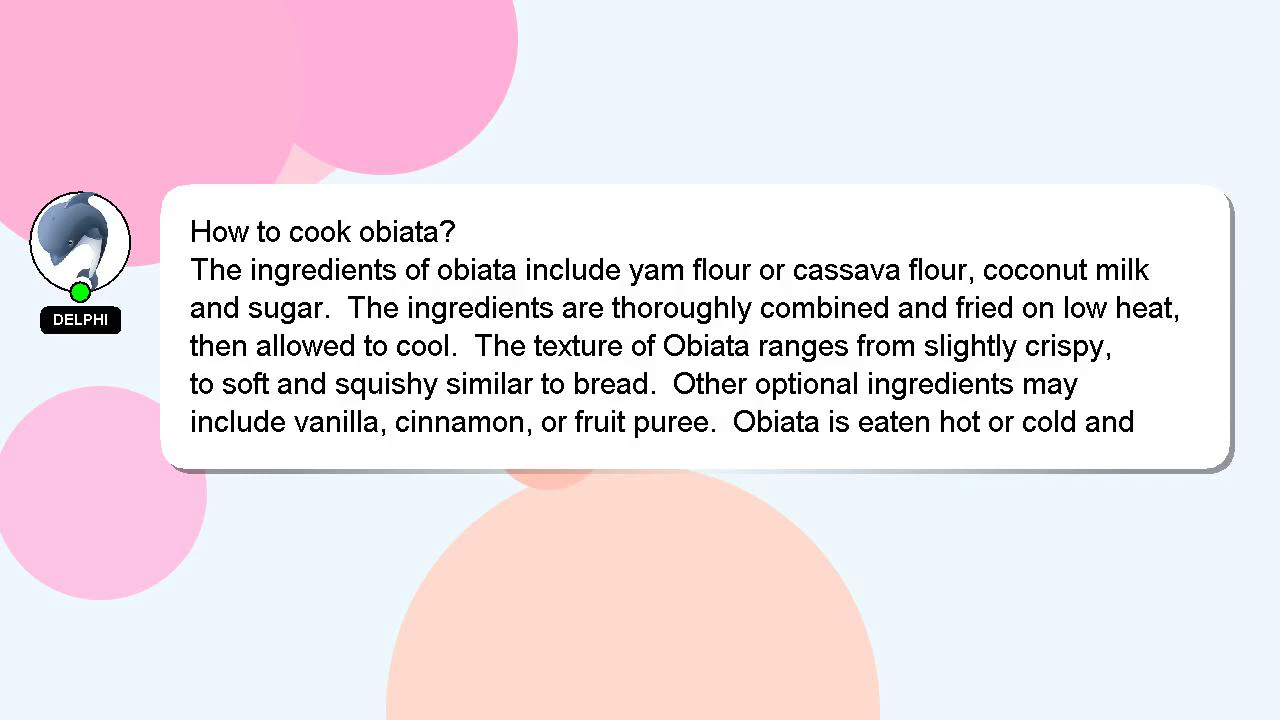 How to cook obiata?
The ingredients of obiata include yam flour or cassava flour, coconut milk
and sugar.  The ingredients are thoroughly combined and fried on low heat,
then allowed to cool.  The texture of Obiata ranges from slightly crispy,
to soft and squishy similar to bread.  Other optional ingredients may
include vanilla, cinnamon, or fruit puree.  Obiata is eaten hot or cold and
DELPHI